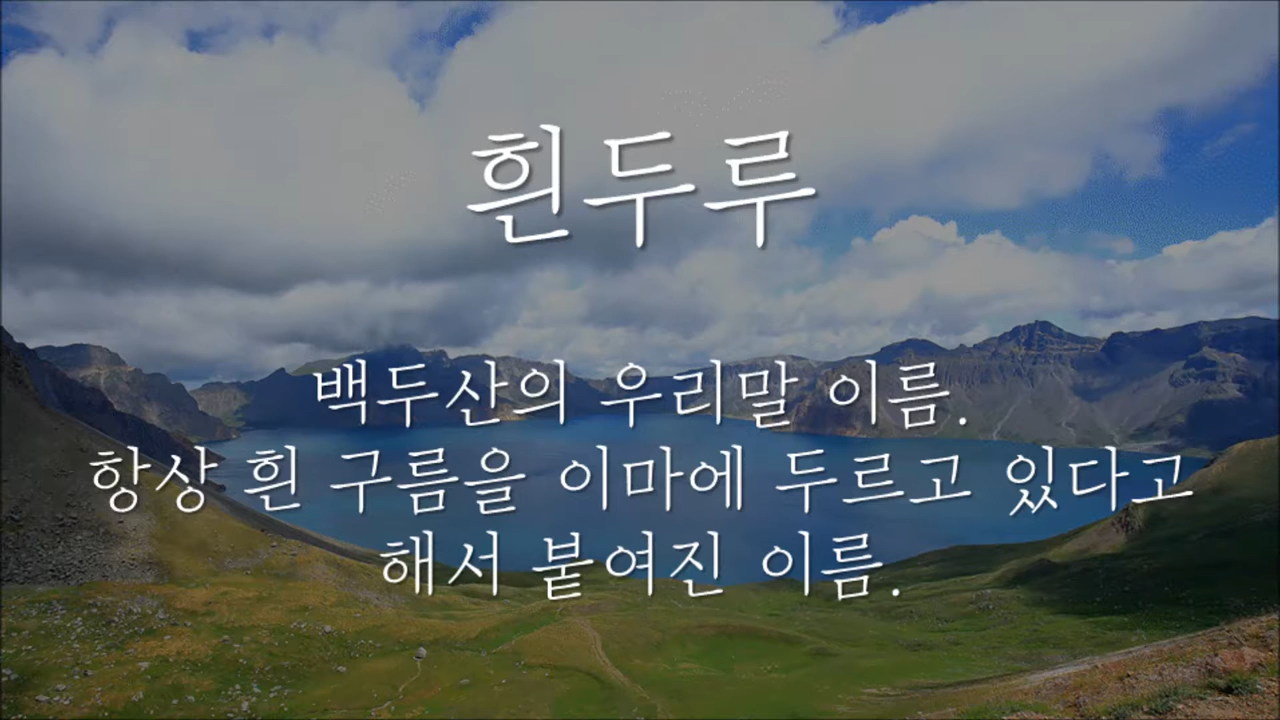 흰두루
백두산의 우리말 이름.
항상 흰 구름을 이마에 두르고 있다고
해서 붙여진 이름.